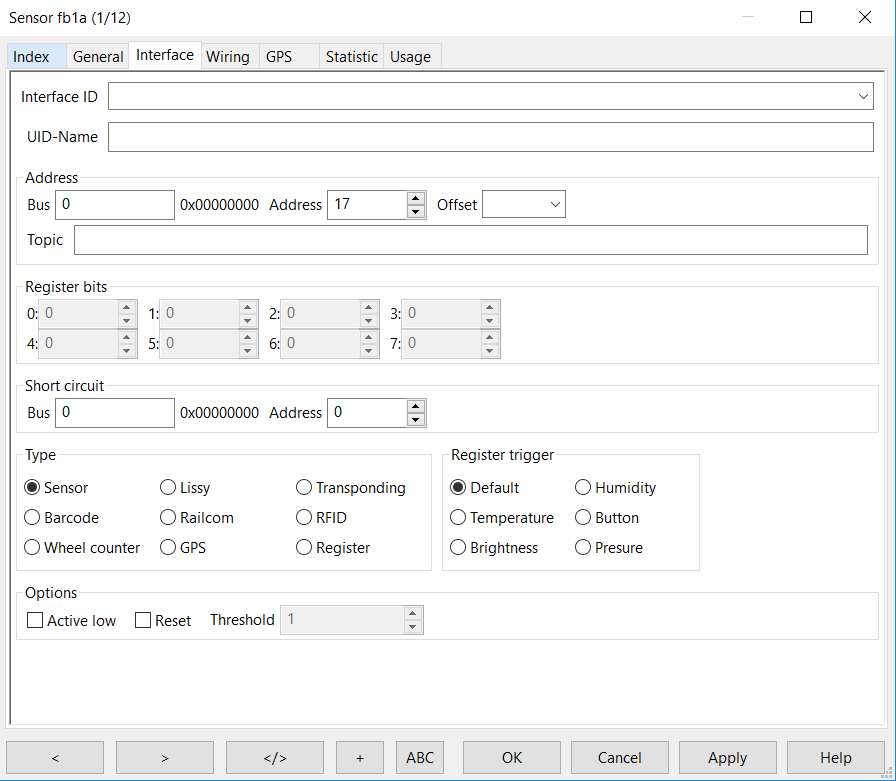 Sensor fb1a (1/12)
Index General Interface Wiring GPS Statistic Usage
Interface ID
UID-Name
Address
Bus 0 0x00000000 Address 17 Offset
Topic
Register bits
0: 0 1: 0 2: 0 3: 0
4: 0 5: 0 6: 0 7: 0
Short circuit
Bus 0 0x00000000 Address 0
Type
Sensor Lissy Transponding
Barcode Railcom RFID
Wheel counter GPS Register
Register trigger
Default Humidity
Temperature Button
Brightness Presure
Options
Active low Reset Threshold 1
< > </> + ABC OK Cancel Apply Help